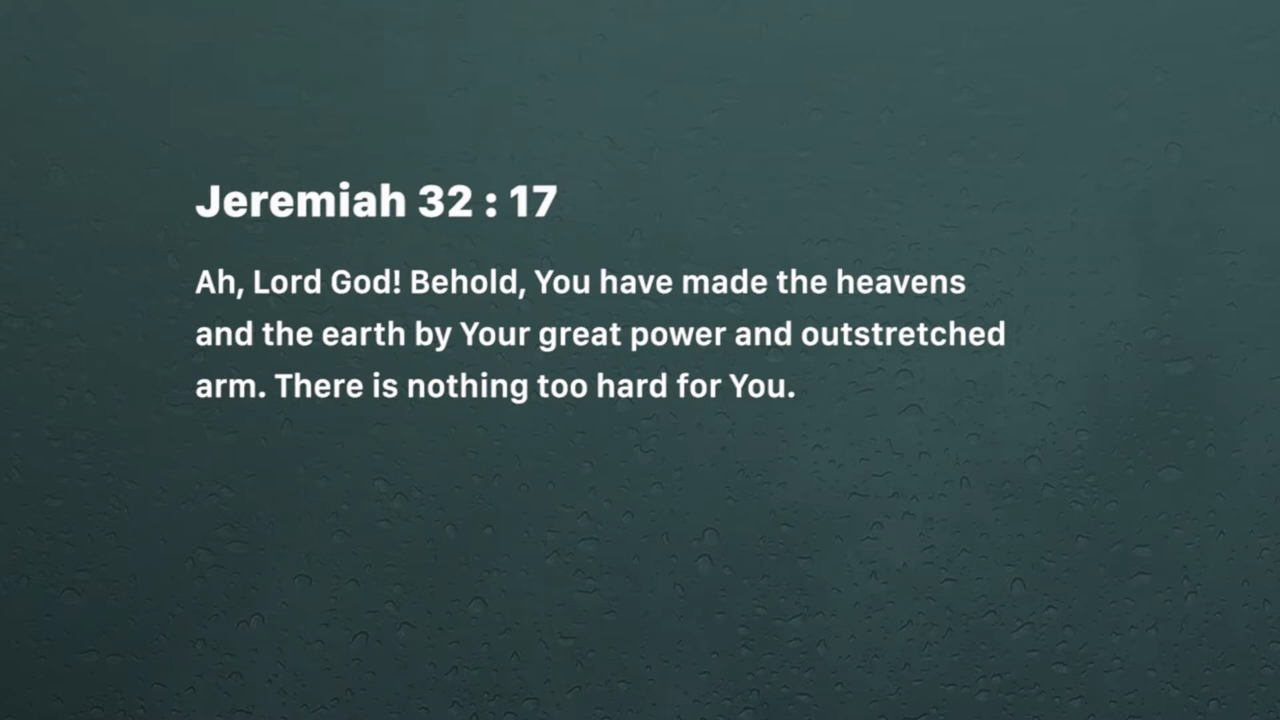 Jeremiah 32 : 17
Ah, Lord God! Behold, You have made the heavens
and the earth by Your great power and outstretched
arm. There is nothing too hard for You.